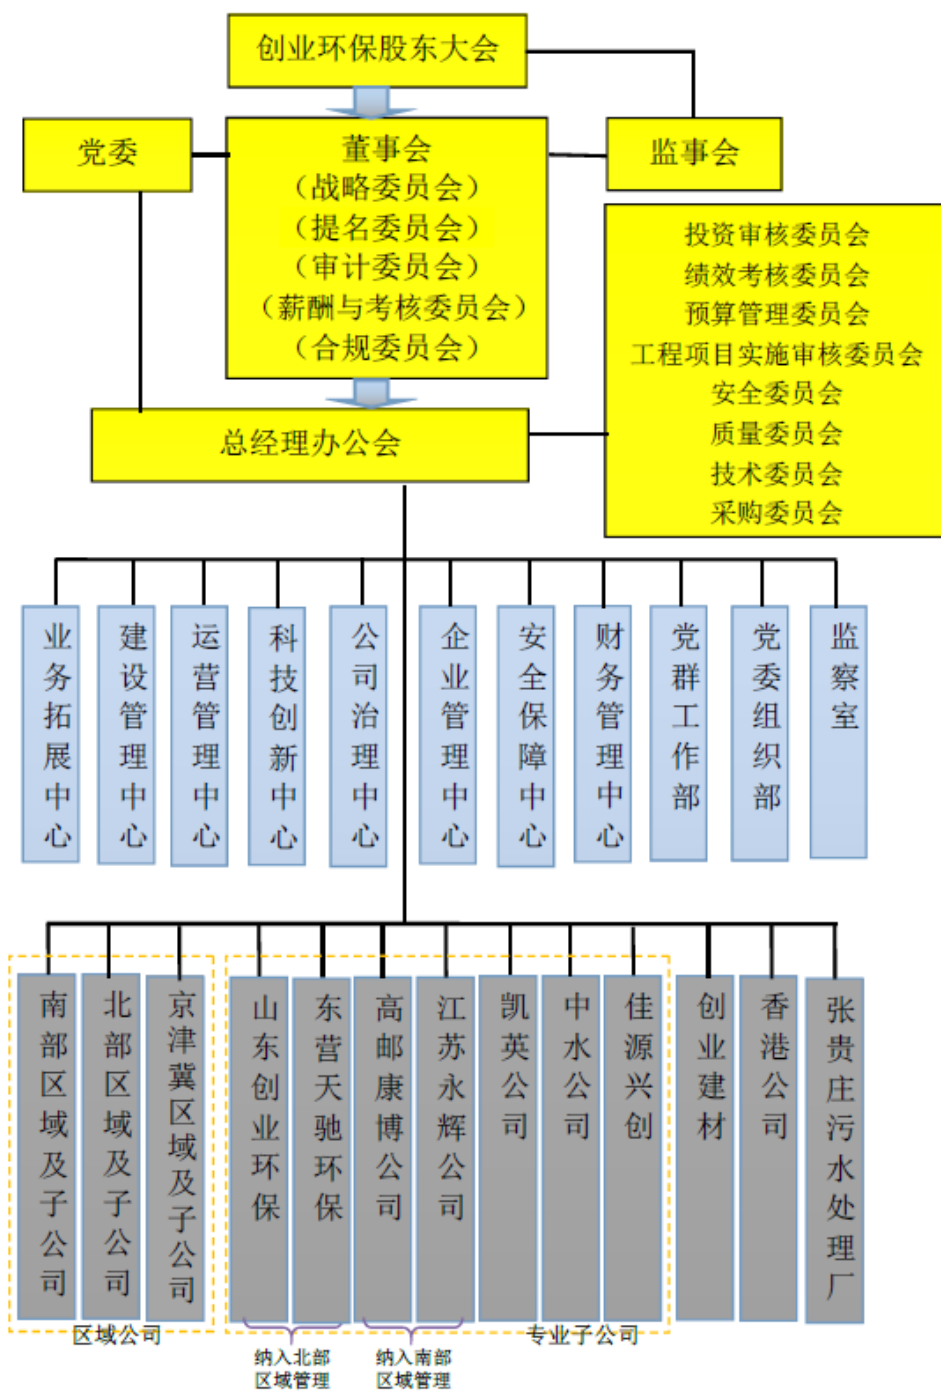 创业环保股东大会
党委
董事会
（战略委员会）
（提名委员会）
（审计委员会）
（薪酬与考核委员会）
（合规委员会）
监事会
投资审核委员会
绩效考核委员会
预算管理委员会
工程项目实施审核委员会
安全委员会
质量委员会
技术委员会
采购委员会
总经理办公会
业务拓展中心
建设管理中心
运营管理中心
科技创新中心
公司治理中心
企业管理中心
安全保障中心
财务管理中心
党群工作部
党委组织部
监察室
南部区域及子公司
北部区域及子公司
京津冀区域及子公司
山东创业环保
东营天驰环保
高邮康博公司
江苏永辉公司
凯英公司
中水公司
佳源兴创
创业建材
香港公司
张贵庄污水处理厂
区域公司
专业子公司
纳入北部
区域管理
纳入南部
区域管理